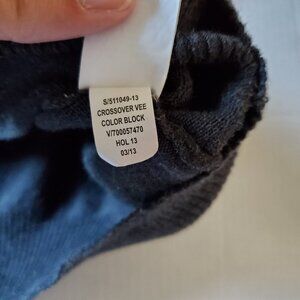 S/511049-13
CROSSOVER VEE
COLOR BLOCK
V/700057470
HOL 13
03/13